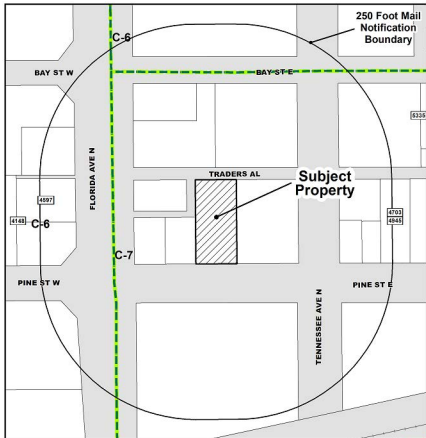 250 Foot Mail
Notification
Boundary
C-6
BAY ST W
BAY ST E
5335
TRADERS AL
Subject
Property
FLORIDA AVE N
4597
4148
C-6
4703
4945
C-7
PINE ST W
PINE ST E
TENNESSEE AVE N